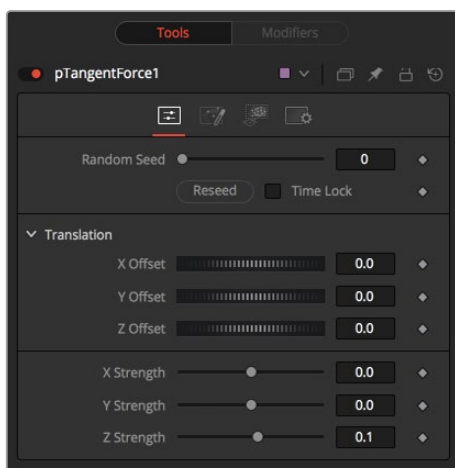 Tools Modifiers
pTangentForce1
Random Seed 0
Reseed Time Lock
Translation
X Offset 0.0
Y Offset 0.0
Z Offset 0.0
X Strength 0.0
Y Strength 0.0
Z Strength 0.1